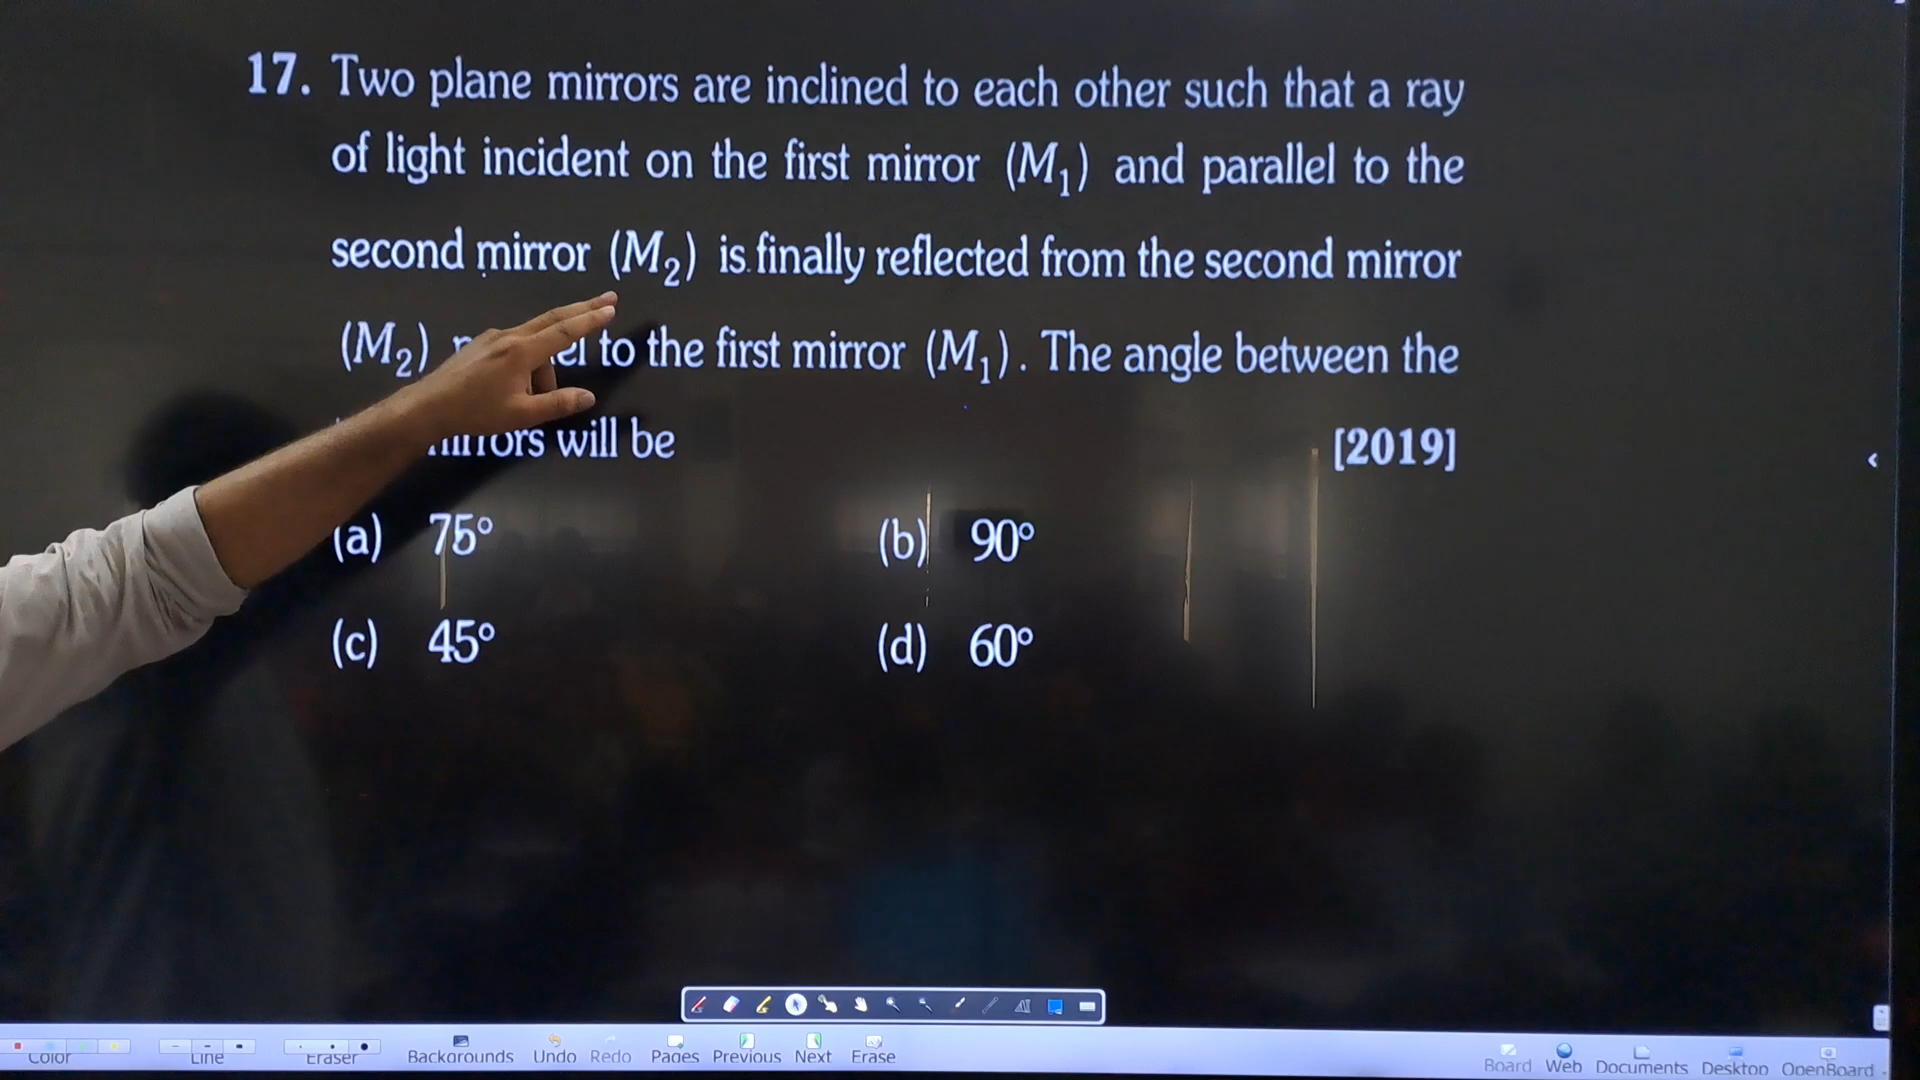 17. Two plane mirrors are inclined to each other such that a ray
of light incident on the first mirror (M₁) and parallel to the
second mirror (M₂) is finally reflected from the second mirror
(M₂) to the first mirror (M₁). The angle between the
will be [2019]
(a) 75° (b) 90°
(c) 45° (d) 60°
Color Line Eraser Backgrounds Undo Redo Pages Previous Next Erase Board Web Documents Desktop OpenBoard